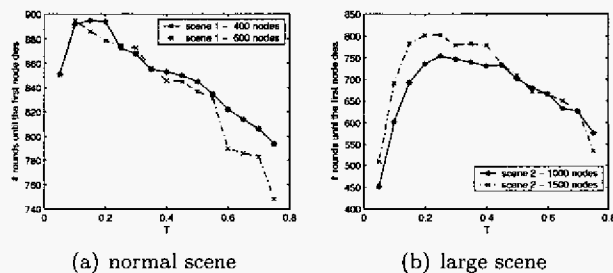 900
880
860
840
820
800
780
760
740
# rounds until the first node dies
0
0.2
0.4
0.6
0.8
T
scene 1 - 400 nodes
scene 1 - 600 nodes
(a) normal scene
850
800
750
700
650
600
550
500
450
400
# rounds until the first node dies
0
0.2
0.4
0.6
0.8
T
scene 2 - 1000 nodes
scene 2 - 1500 nodes
(b) large scene